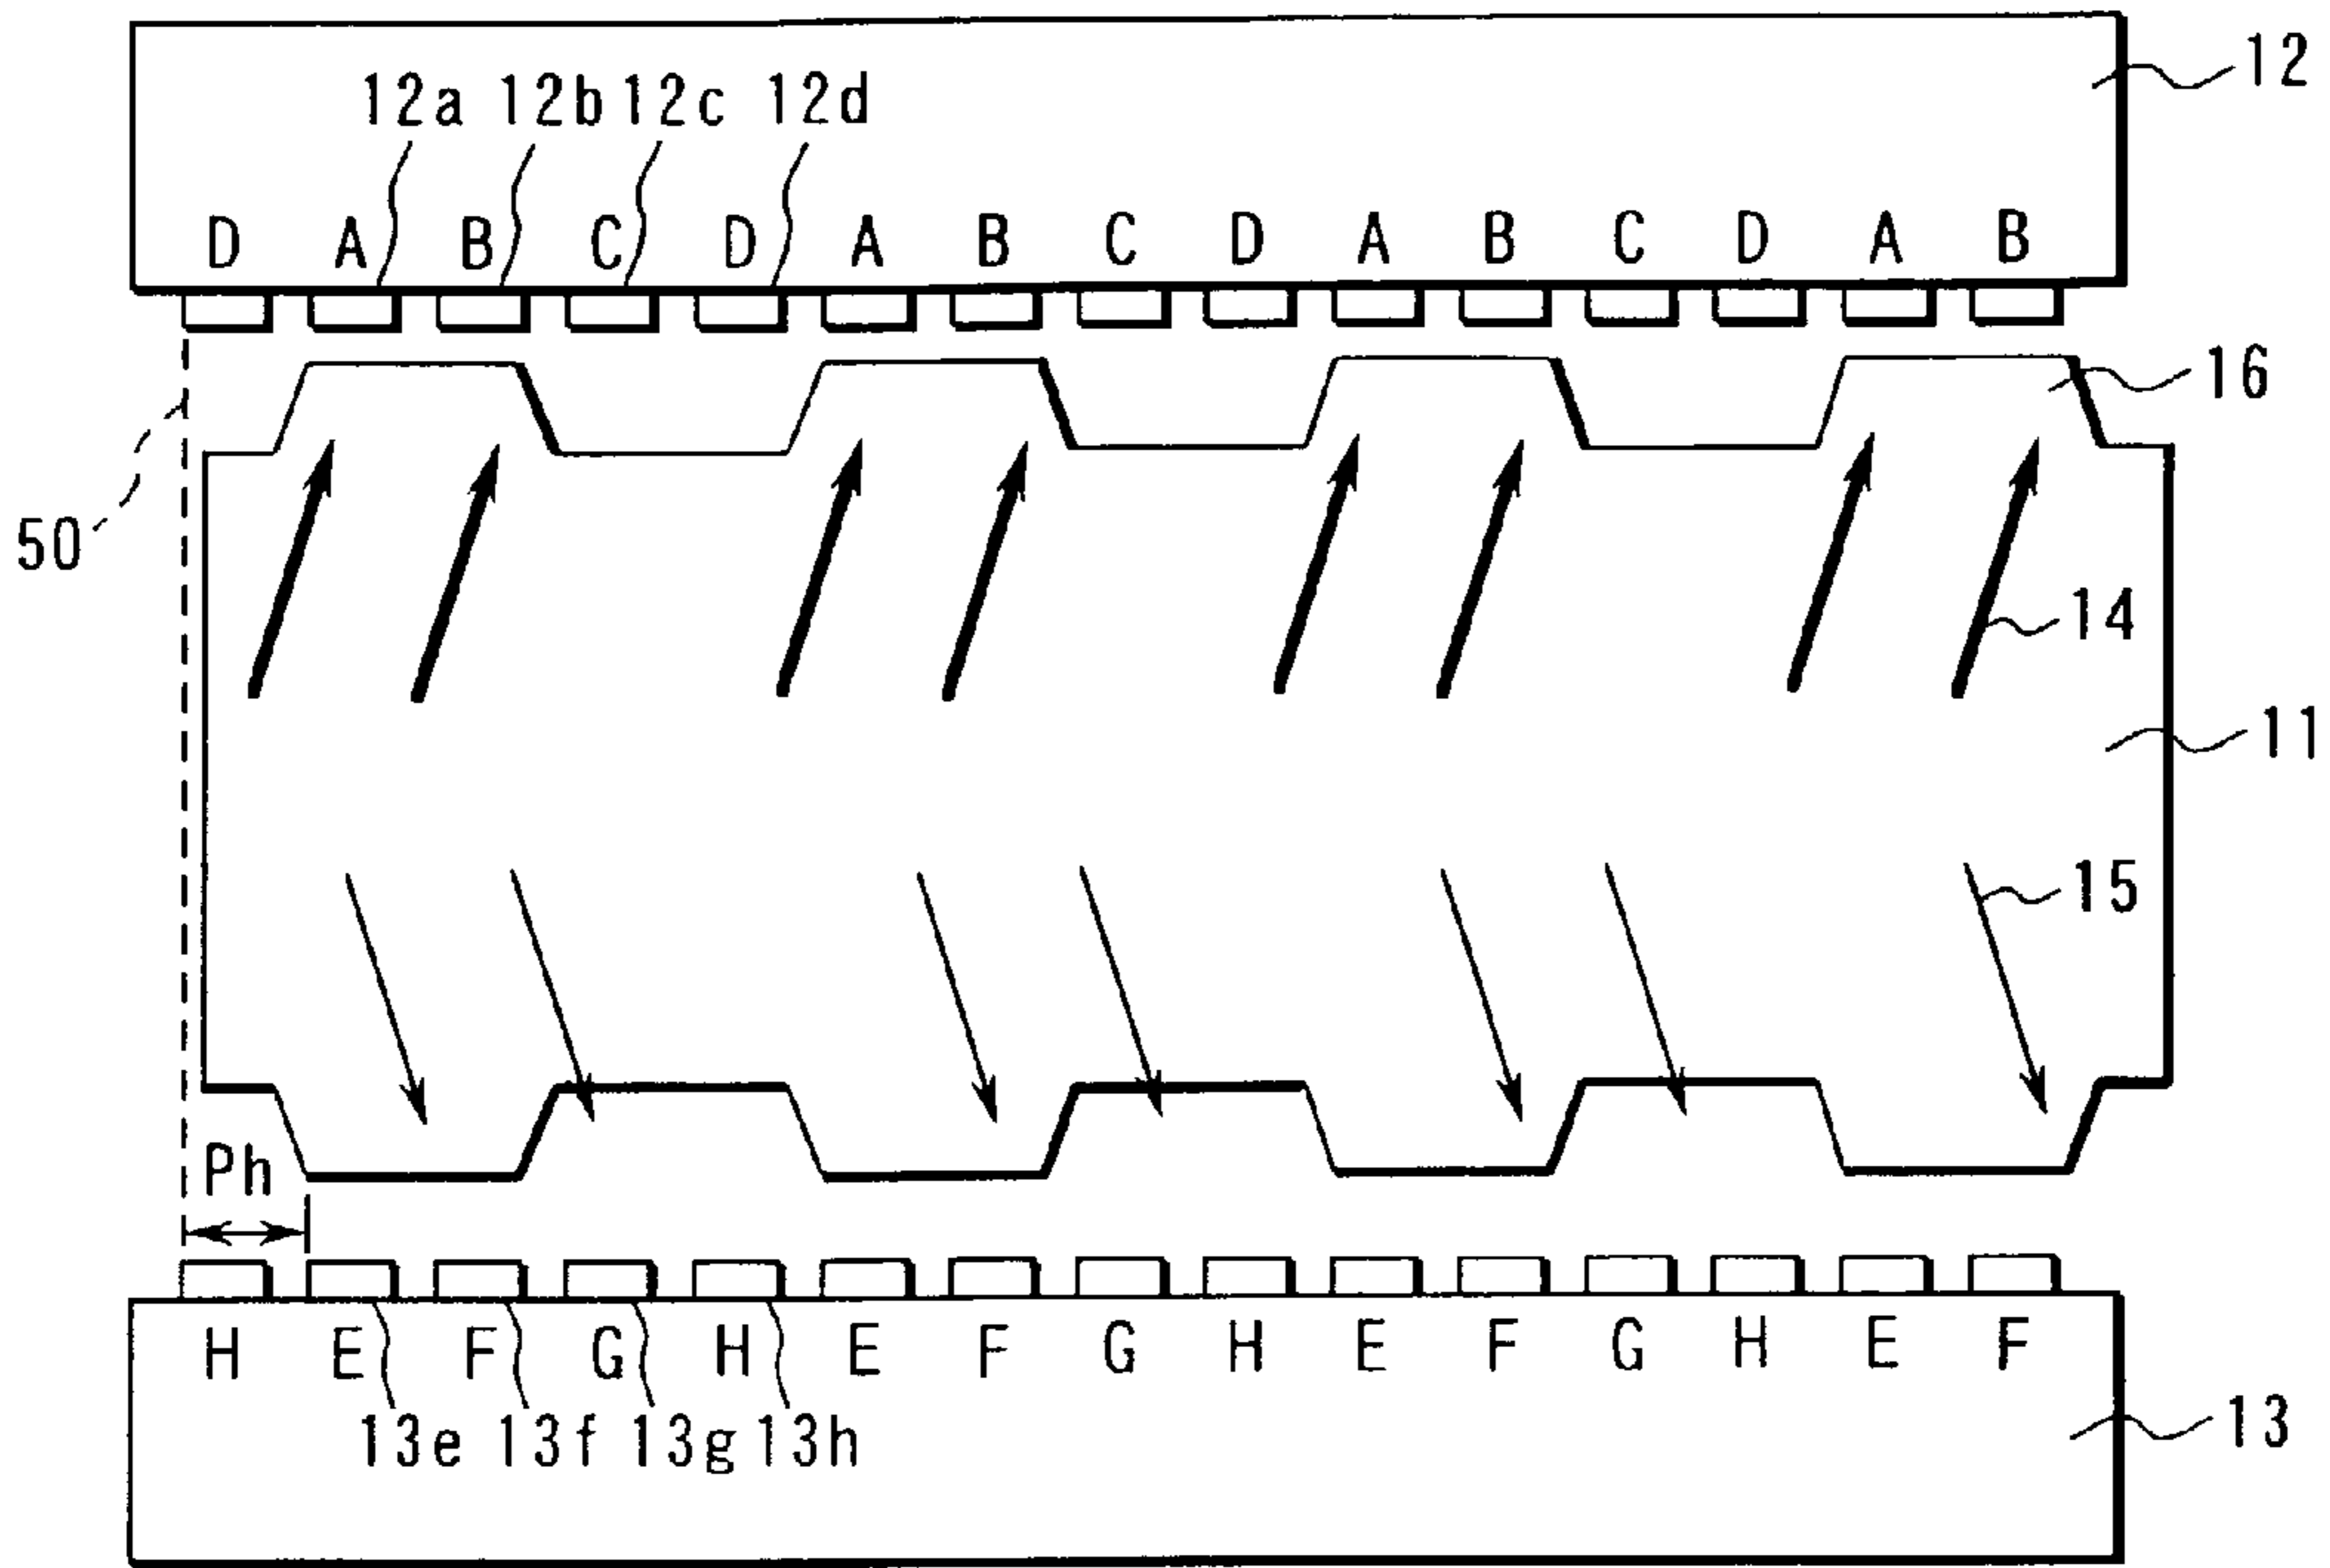 12
12a 12b 12c 12d
D A B C D A B C D A B C D A B
16
50
14
11
15
Ph
H E F G H E F G H E F G H E F
13e 13f 13g 13h
13